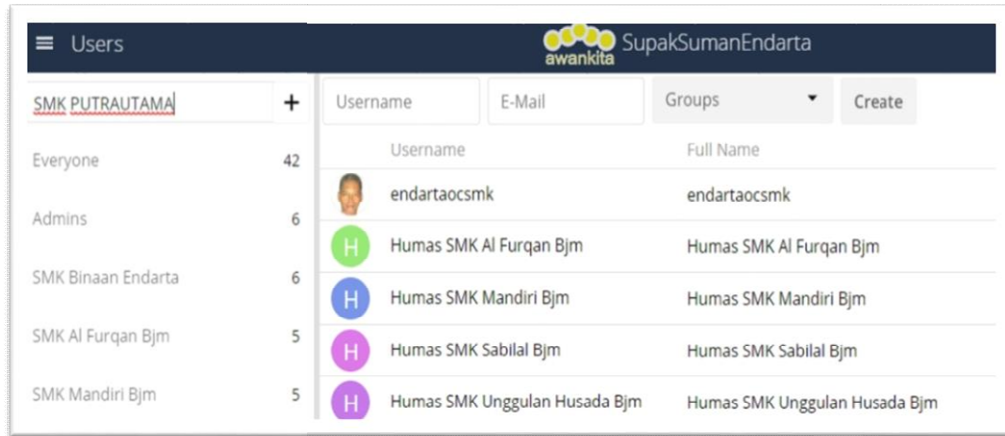 Users
awankita SupakSumanEndarta
SMK PUTRAUTAMA +
Username E-Mail Groups Create
Everyone 42
Admins 6
SMK Binaan Endarta 6
SMK Al Furqan Bjm 5
SMK Mandiri Bjm 5
Username Full Name
endartaocsmk endartaocsmk
H Humas SMK Al Furqan Bjm Humas SMK Al Furqan Bjm
H Humas SMK Mandiri Bjm Humas SMK Mandiri Bjm
H Humas SMK Sabilal Bjm Humas SMK Sabilal Bjm
H Humas SMK Unggulan Husada Bjm Humas SMK Unggulan Husada Bjm